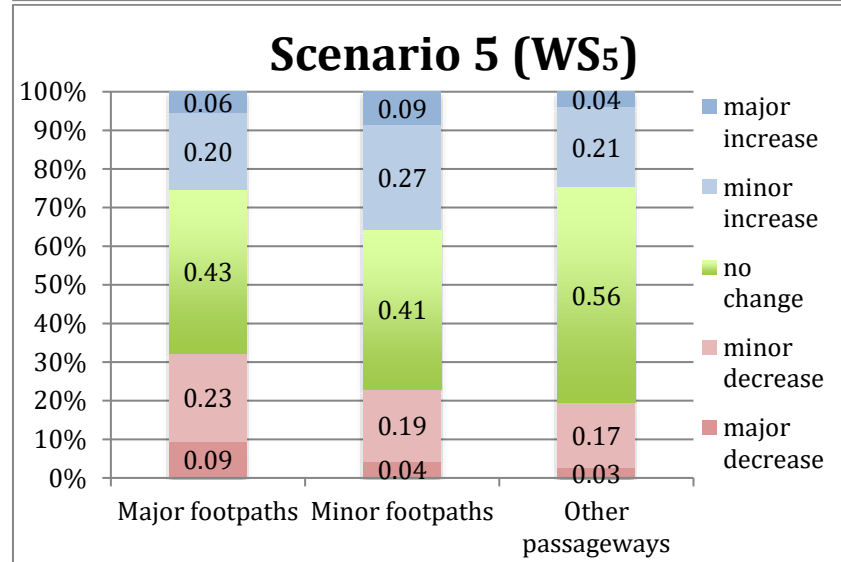 Scenario 5 (WS5)
100%
90%
80%
70%
60%
50%
40%
30%
20%
10%
0%
0.06
0.20
0.43
0.23
0.09
0.09
0.27
0.41
0.19
0.04
0.04
0.21
0.56
0.17
0.03
Major footpaths
Minor footpaths
Other
passageways
major
increase
minor
increase
no
change
minor
decrease
major
decrease